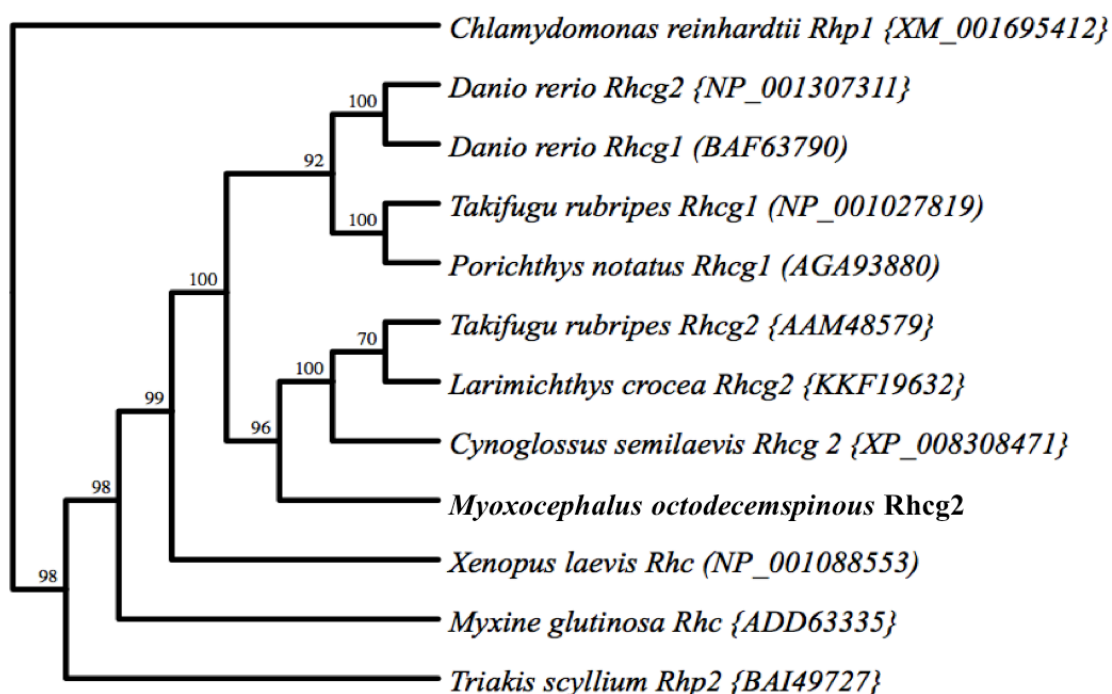 Chlamydomonas reinhardtii Rhp1 {XM_001695412}
Danio rerio Rhcg2 {NP_001307311}
100
Danio rerio Rhcg1 (BAF63790)
92
Takifugu rubripes Rhcg1 (NP_001027819)
100
Porichthys notatus Rhcg1 (AGA93880)
100
Takifugu rubripes Rhcg2 {AAM48579}
70
Larimichthys crocea Rhcg2 {KKF19632}
100
99
Cynoglossus semilaevis Rhcg 2 {XP_008308471}
96
Myoxocephalus octodecemspinous Rhcg2
98
Xenopus laevis Rhc (NP_001088553)
98
Myxine glutinosa Rhc {ADD63335}
Triakis scyllium Rhp2 {BAI49727}